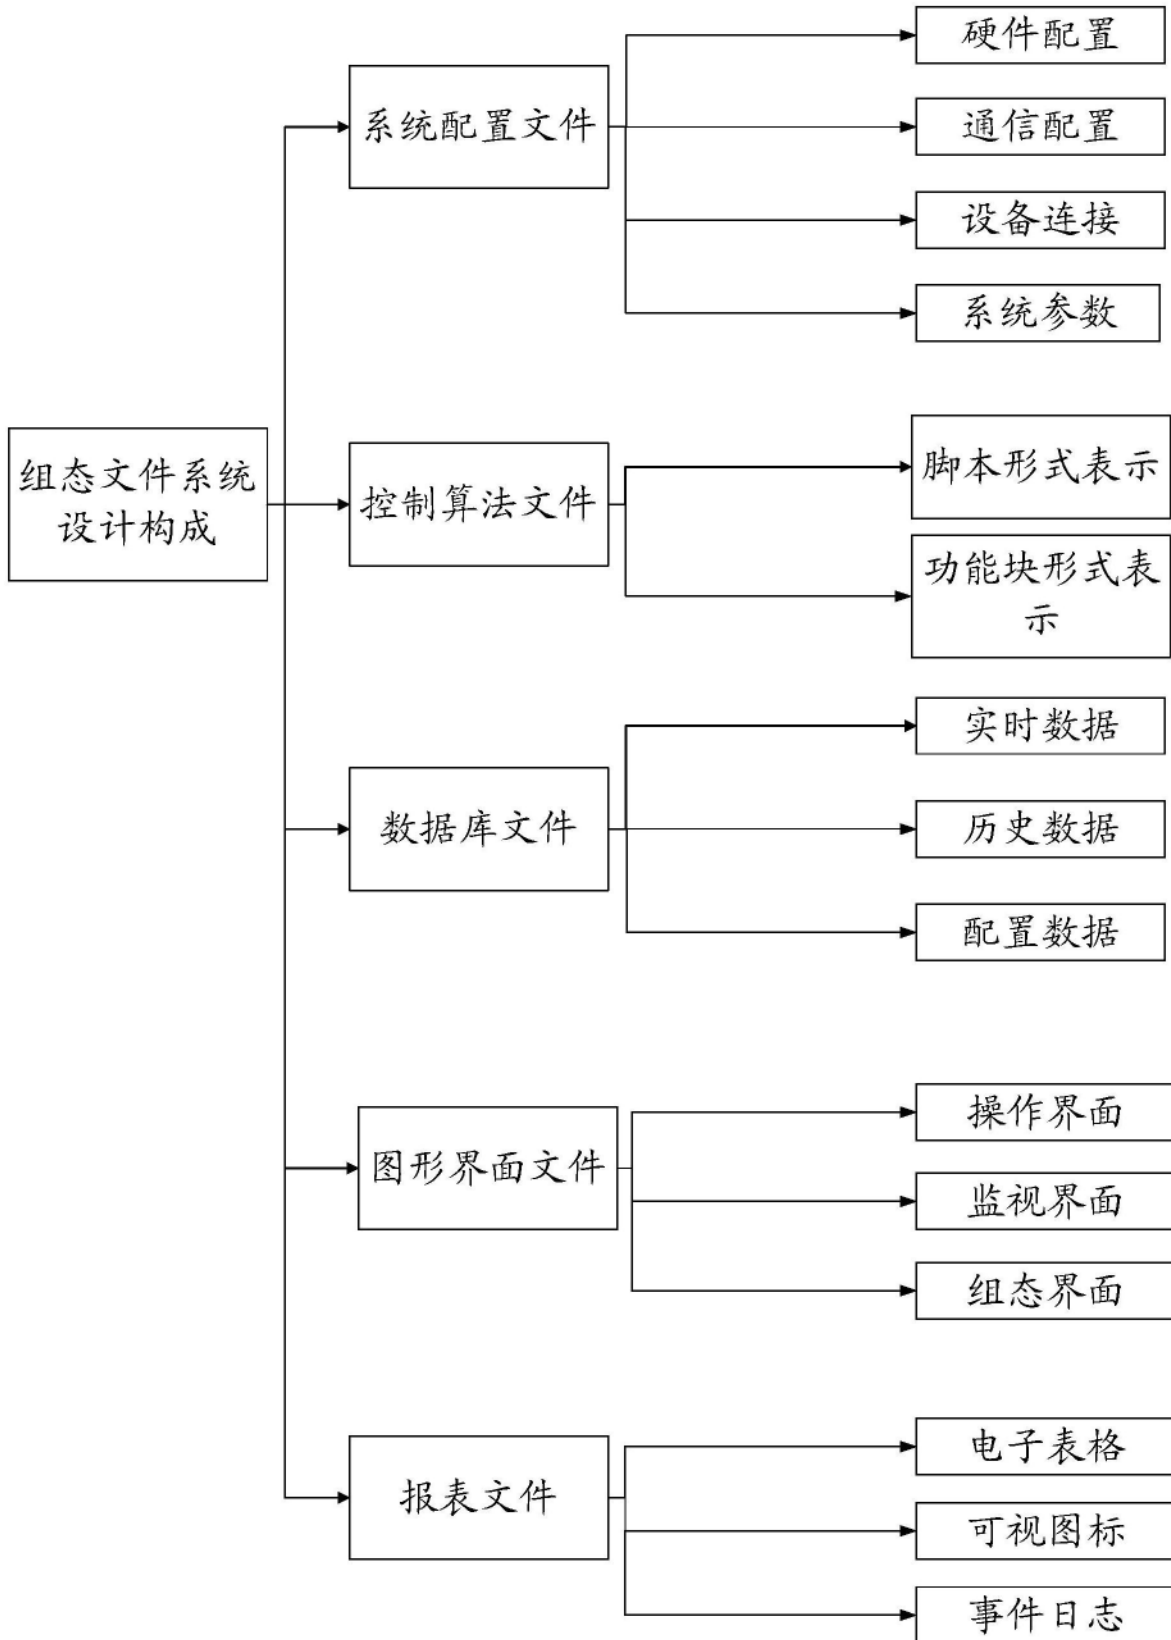 硬件配置
系统配置文件
通信配置
设备连接
系统参数
组态文件系统
设计构成
控制算法文件
脚本形式表示
功能块形式表
示
实时数据
数据库文件
历史数据
配置数据
操作界面
图形界面文件
监视界面
组态界面
电子表格
报表文件
可视图标
事件日志